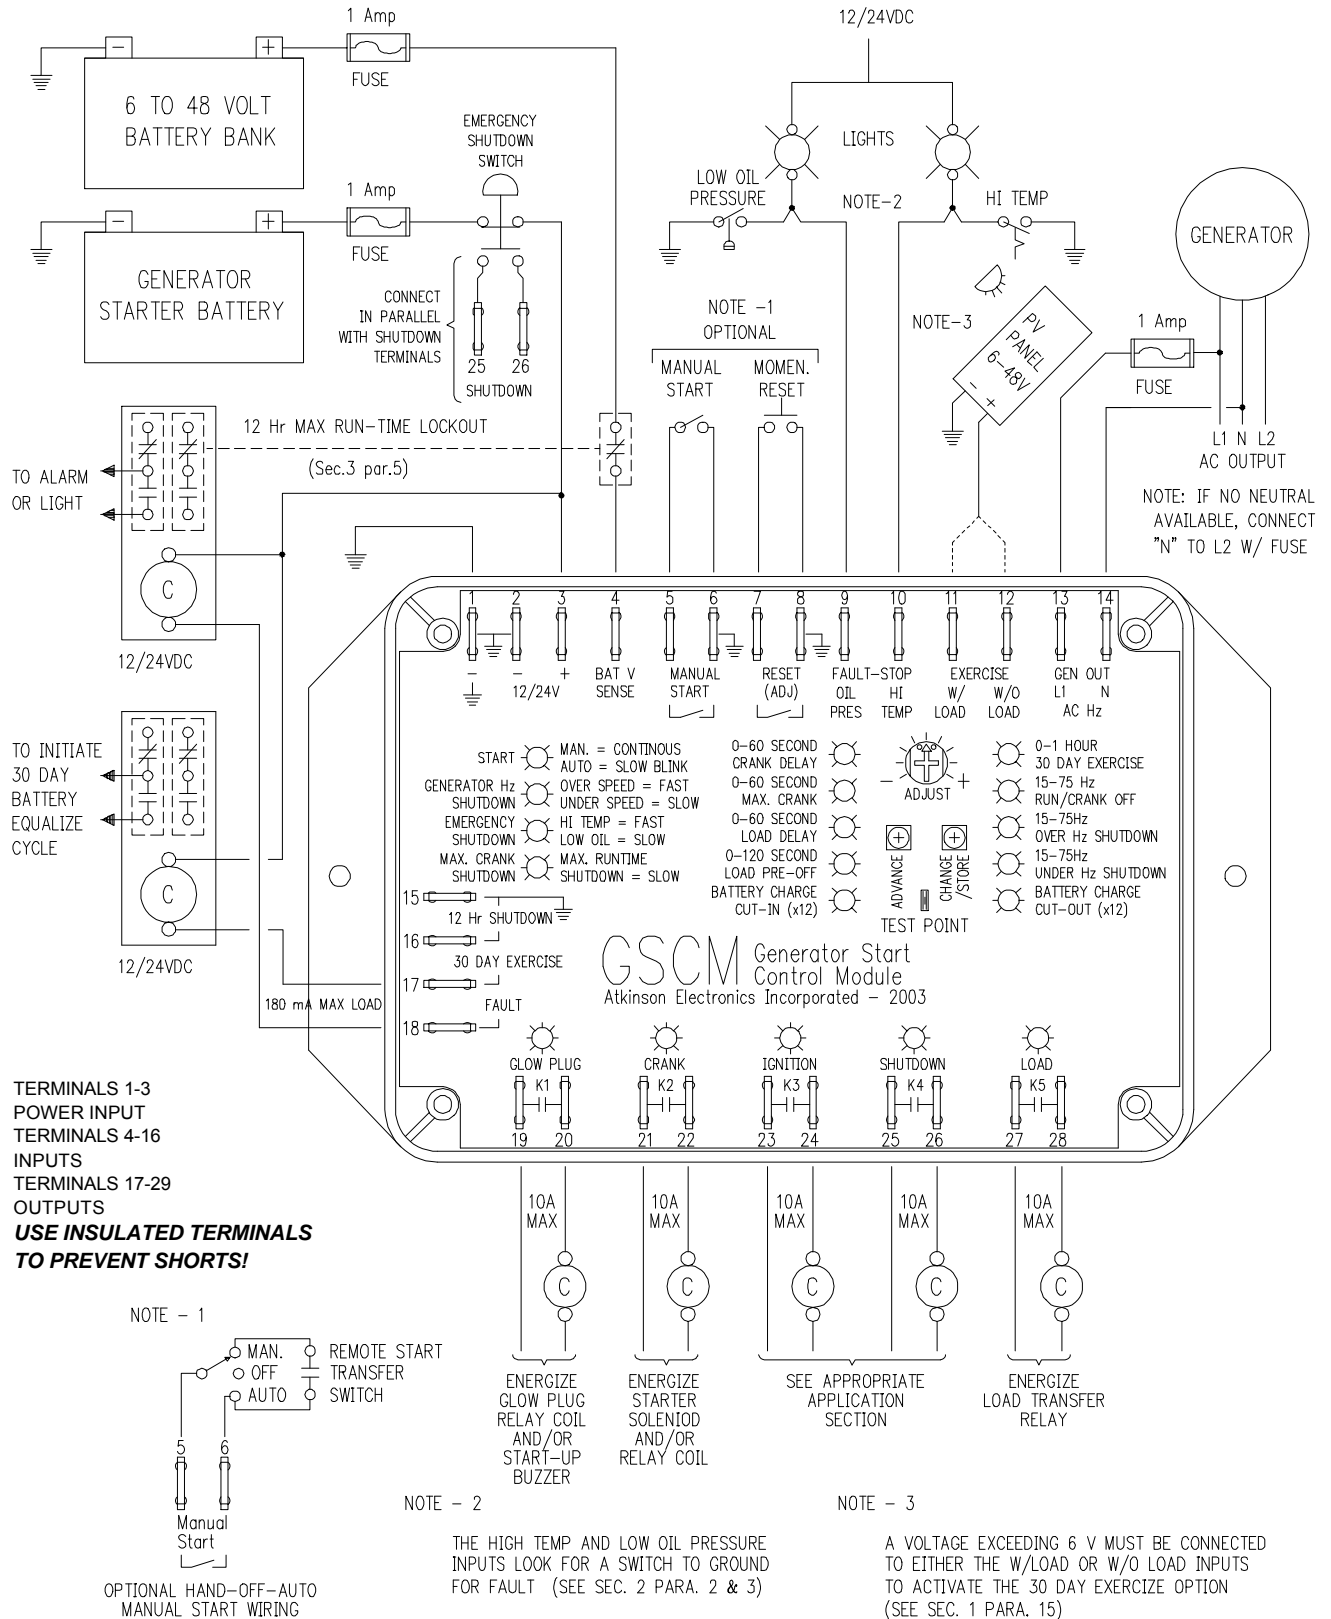 1 Amp
FUSE
12/24VDC
- +
6 TO 48 VOLT
BATTERY BANK
EMERGENCY
SHUTDOWN
SWITCH
1 Amp
FUSE
- +
GENERATOR
STARTER BATTERY
CONNECT
IN PARALLEL
WITH SHUTDOWN
TERMINALS
25 26
SHUTDOWN
LIGHTS
LOW OIL
PRESSURE
NOTE-2
HI TEMP
GENERATOR
NOTE -1
OPTIONAL
MANUAL
START
MOMEN.
RESET
NOTE-3
PV
PANEL
6-48V
- +
1 Amp
FUSE
L1 N L2
AC OUTPUT
NOTE: IF NO NEUTRAL
AVAILABLE, CONNECT
"N" TO L2 W/ FUSE
12 Hr MAX RUN-TIME LOCKOUT
(Sec.3 par.5)
TO ALARM
OR LIGHT
C
12/24VDC
TO INITIATE
30 DAY
BATTERY
EQUALIZE
CYCLE
C
12/24VDC
1 2 3 4 5 6 7 8 9 10 11 12 13 14
- - +
12/24V
BAT V
SENSE
MANUAL
START
RESET
(ADJ)
FAULT-STOP
OIL
PRES
HI
TEMP
EXERCISE
W/
LOAD
W/O
LOAD
GEN OUT
L1 N
AC Hz
START
MAN. = CONTINOUS
AUTO = SLOW BLINK
GENERATOR Hz
SHUTDOWN
OVER SPEED = FAST
UNDER SPEED = SLOW
EMERGENCY
SHUTDOWN
HI TEMP = FAST
LOW OIL = SLOW
MAX. CRANK
SHUTDOWN
MAX. RUNTIME
SHUTDOWN = SLOW
0-60 SECOND
CRANK DELAY
0-60 SECOND
MAX. CRANK
0-60 SECOND
LOAD DELAY
0-120 SECOND
LOAD PRE-OFF
BATTERY CHARGE
CUT-IN (x12)
- +
ADJUST
ADVANCE
CHANGE
/STORE
TEST POINT
0-1 HOUR
30 DAY EXERCISE
15-75 Hz
RUN/CRANK OFF
15-75Hz
OVER Hz SHUTDOWN
15-75Hz
UNDER Hz SHUTDOWN
BATTERY CHARGE
CUT-OUT (x12)
15
12 Hr SHUTDOWN
16
30 DAY EXERCISE
17
FAULT
18
180 mA MAX LOAD
GSCM Generator Start
Control Module
Atkinson Electronics Incorporated - 2003
GLOW PLUG
K1
19 20
CRANK
K2
21 22
IGNITION
K3
23 24
SHUTDOWN
K4
25 26
LOAD
K5
27 28
TERMINALS 1-3
POWER INPUT
TERMINALS 4-16
INPUTS
TERMINALS 17-29
OUTPUTS
USE INSULATED TERMINALS
TO PREVENT SHORTS!
10A
MAX
C
10A
MAX
C
10A
MAX
C
10A
MAX
C
10A
MAX
C
ENERGIZE
GLOW PLUG
RELAY COIL
AND/OR
START-UP
BUZZER
ENERGIZE
STARTER
SOLENIOD
AND/OR
RELAY COIL
SEE APPROPRIATE
APPLICATION
SECTION
ENERGIZE
LOAD TRANSFER
RELAY
NOTE - 1
MAN.
OFF
AUTO
REMOTE START
TRANSFER
SWITCH
5 6
Manual
Start
OPTIONAL HAND-OFF-AUTO
MANUAL START WIRING
NOTE - 2
THE HIGH TEMP AND LOW OIL PRESSURE
INPUTS LOOK FOR A SWITCH TO GROUND
FOR FAULT (SEE SEC. 2 PARA. 2 & 3)
NOTE - 3
A VOLTAGE EXCEEDING 6 V MUST BE CONNECTED
TO EITHER THE W/LOAD OR W/O LOAD INPUTS
TO ACTIVATE THE 30 DAY EXERCIZE OPTION
(SEE SEC. 1 PARA. 15)